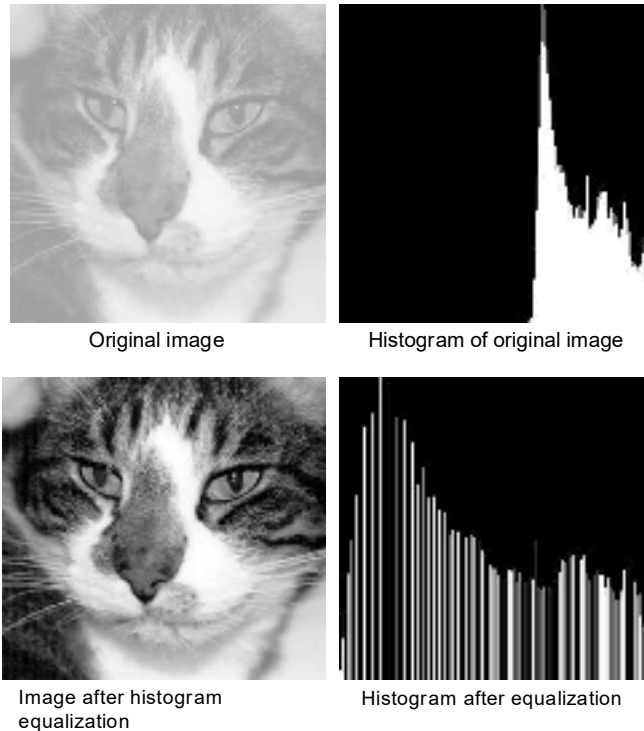 Original image
Histogram of original image
Image after histogram
equalization
Histogram after equalization